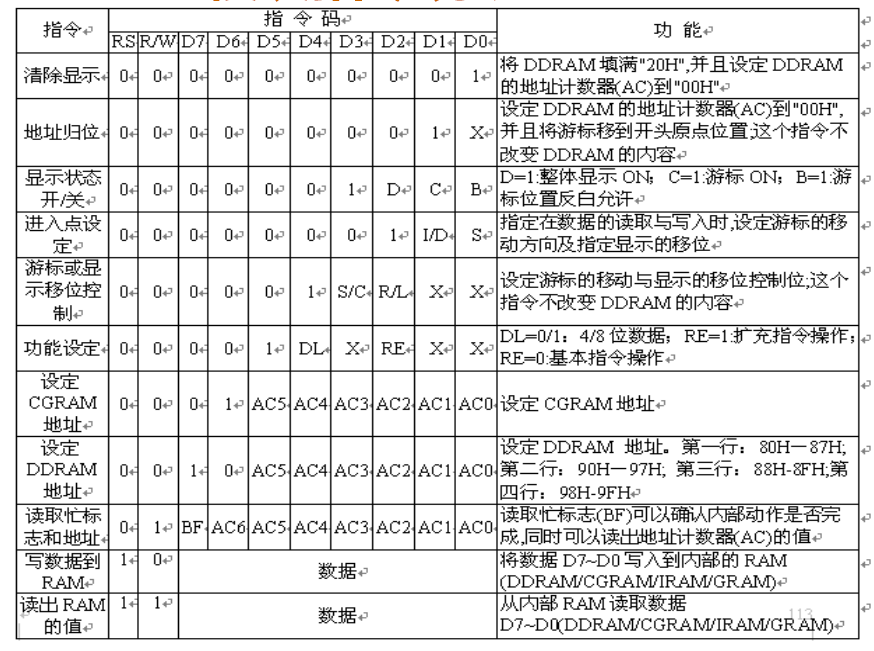 指令 指令码 功能
RS R/W D7 D6 D5 D4 D3 D2 D1 D0
清除显示 0 0 0 0 0 0 0 0 0 1 将 DDRAM 填满"20H",并且设定 DDRAM
的地址计数器(AC)到"00H"
地址归位 0 0 0 0 0 0 0 0 1 X 设定 DDRAM 的地址计数器(AC)到"00H",
并且将游标移到开头原点位置;这个指令不
改变 DDRAM 的内容
显示状态
开/关 0 0 0 0 0 0 1 D C B D=1:整体显示 ON; C=1:游标 ON; B=1:游
标位置反白允许
进入点设
定 0 0 0 0 0 0 0 1 I/D S 指定在数据的读取与写入时,设定游标的移
动方向及指定显示的移位
游标或显
示移位控
制 0 0 0 0 0 1 S/C R/L X X 设定游标的移动与显示的移位控制位;这个
指令不改变 DDRAM 的内容
功能设定 0 0 0 0 1 DL X RE X X DL=0/1: 4/8 位数据; RE=1:扩充指令操作;
RE=0:基本指令操作
设定
CGRAM
地址 0 0 0 1 AC5 AC4 AC3 AC2 AC1 AC0 设定 CGRAM 地址
设定
DDRAM
地址 0 0 1 0 AC5 AC4 AC3 AC2 AC1 AC0 设定 DDRAM 地址。第一行: 80H—87H;
第二行: 90H—97H; 第三行: 88H-8FH;第
四行: 98H-9FH
读取忙标
志和地址 0 1 BF AC6 AC5 AC4 AC3 AC2 AC1 AC0 读取忙标志(BF)可以确认内部动作是否完
成,同时可以读出地址计数器(AC)的值
写数据到
RAM 1 0 数据 将数据 D7~D0 写入到内部的 RAM
(DDRAM/CGRAM/IRAM/GRAM)
读出 RAM
的值 1 1 数据 从内部 RAM 读取数据
D7~D0(DDRAM/CGRAM/IRAM/GRAM)
113